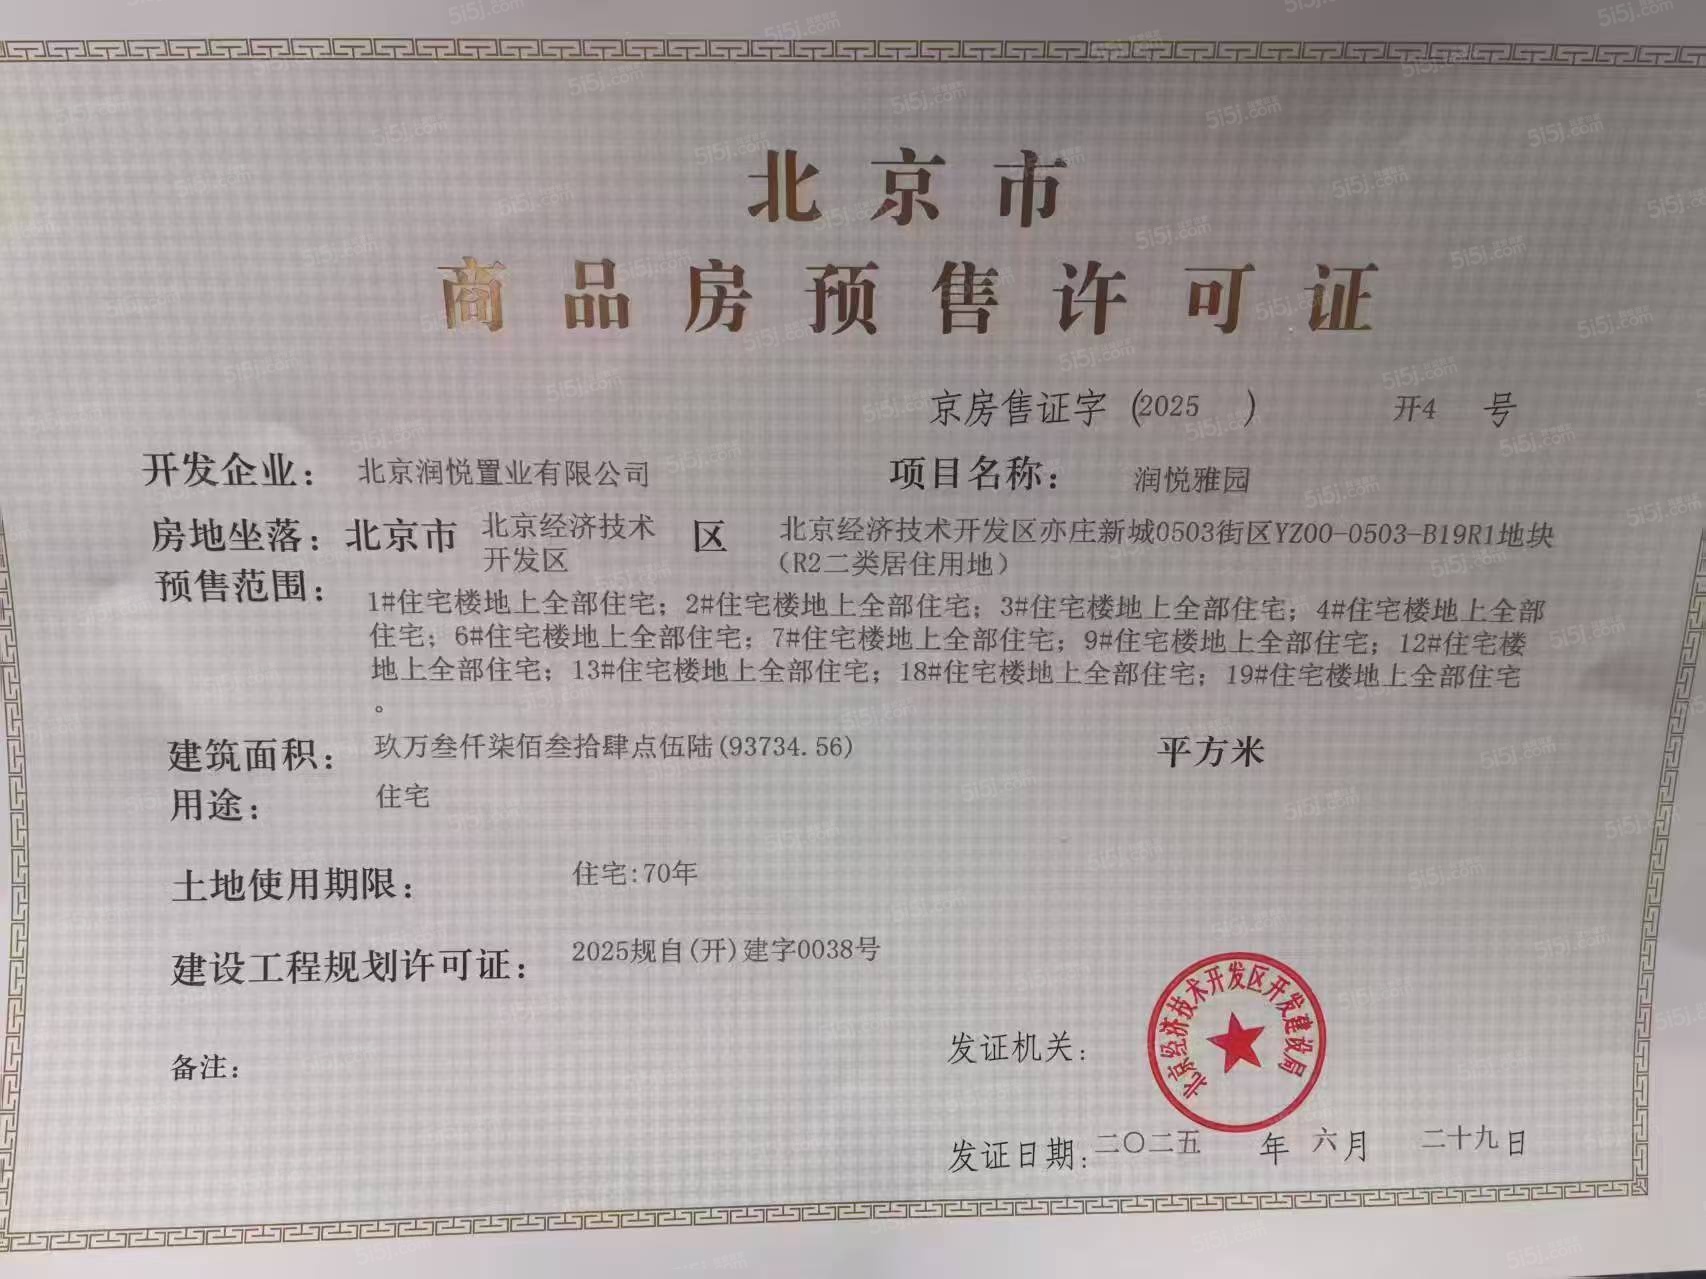 北京市
商品房预售许可证
京房售证字(2025)开4号
开发企业：北京润悦置业有限公司 项目名称：润悦雅园
房地坐落：北京市 北京经济技术开发区 区 北京经济技术开发区亦庄新城0503街区YZ00-0503-B19R1地块
（R2二类居住用地）
预售范围：
1#住宅楼地上全部住宅；2#住宅楼地上全部住宅；3#住宅楼地上全部住宅；4#住宅楼地上全部
住宅；6#住宅楼地上全部住宅；7#住宅楼地上全部住宅；9#住宅楼地上全部住宅；12#住宅楼
地上全部住宅；13#住宅楼地上全部住宅；18#住宅楼地上全部住宅；19#住宅楼地上全部住宅
。
建筑面积：玖万叁仟柒佰叁拾肆点伍陆(93734.56) 平方米
用途：住宅
土地使用期限：住宅:70年
建设工程规划许可证：2025规自(开)建字0038号
备注：
发证机关：
北京经济技术开发区开发建设局
发证日期：二〇二五年六月二十九日
5i5j.com